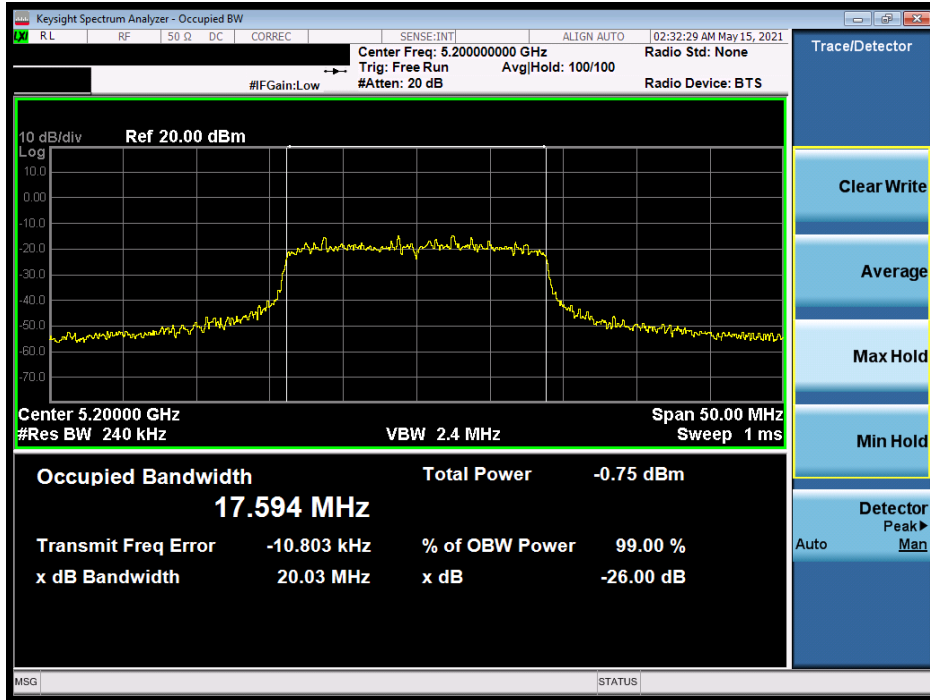 Keysight Spectrum Analyzer - Occupied BW
LXI RL RF 50 Ω DC CORREC SENSE:INT ALIGN AUTO 02:32:29 AM May 15, 2021
Center Freq: 5.200000000 GHz Radio Std: None
Trig: Free Run Avg|Hold: 100/100
#IFGain:Low #Atten: 20 dB Radio Device: BTS
10 dB/div Ref 20.00 dBm
Log
10.0
0.00
-10.0
-20.0
-30.0
-40.0
-50.0
-60.0
-70.0
Center 5.20000 GHz Span 50.00 MHz
#Res BW 240 kHz VBW 2.4 MHz Sweep 1 ms
Occupied Bandwidth Total Power -0.75 dBm
17.594 MHz
Transmit Freq Error -10.803 kHz % of OBW Power 99.00 %
x dB Bandwidth 20.03 MHz x dB -26.00 dB
MSG STATUS
Trace/Detector
Clear Write
Average
Max Hold
Min Hold
Detector
Peak▶
Auto Man